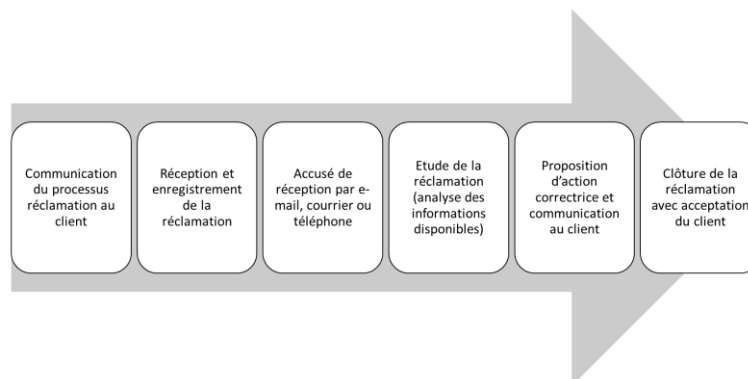 Communication
du processus
réclamation au
client
Réception et
enregistrement
de la
réclamation
Accusé de
réception par e-
mail, courrier ou
téléphone
Etude de la
réclamation
(analyse des
informations
disponibles)
Proposition
d'action
correctrice et
communication
au client
Clôture de la
réclamation
avec acceptation
du client